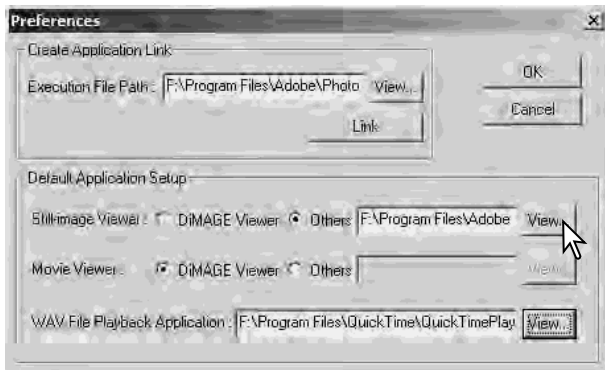 Preferences
Create Application Link
Execution File Path : F:\Program Files\Adobe\Photo View...
OK
Cancel
Link
Default Application Setup
Still-image Viewer : DiMAGE Viewer Others F:\Program Files\Adobe View...
Movie Viewer : DiMAGE Viewer Others View...
WAV File Playback Application : F:\Program Files\QuickTime\QuickTimePlay View...